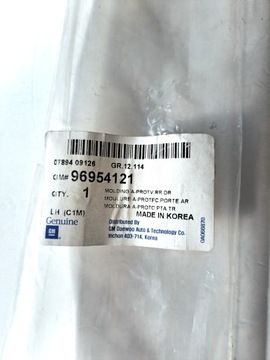 07894 09126 GR.12.114
GM# 96954121
QTY. 1 MOLDING A-PROTV.RR.DR
MOULURE A-PROTEC.PORTE AR
MOLDURA A-PROTC PTA.TR
LH (C1M) MADE IN KOREA
Genuine
GM
Distributed By
GM Daewoo Auto & Technology Co.
Incheon 403-714, Korea